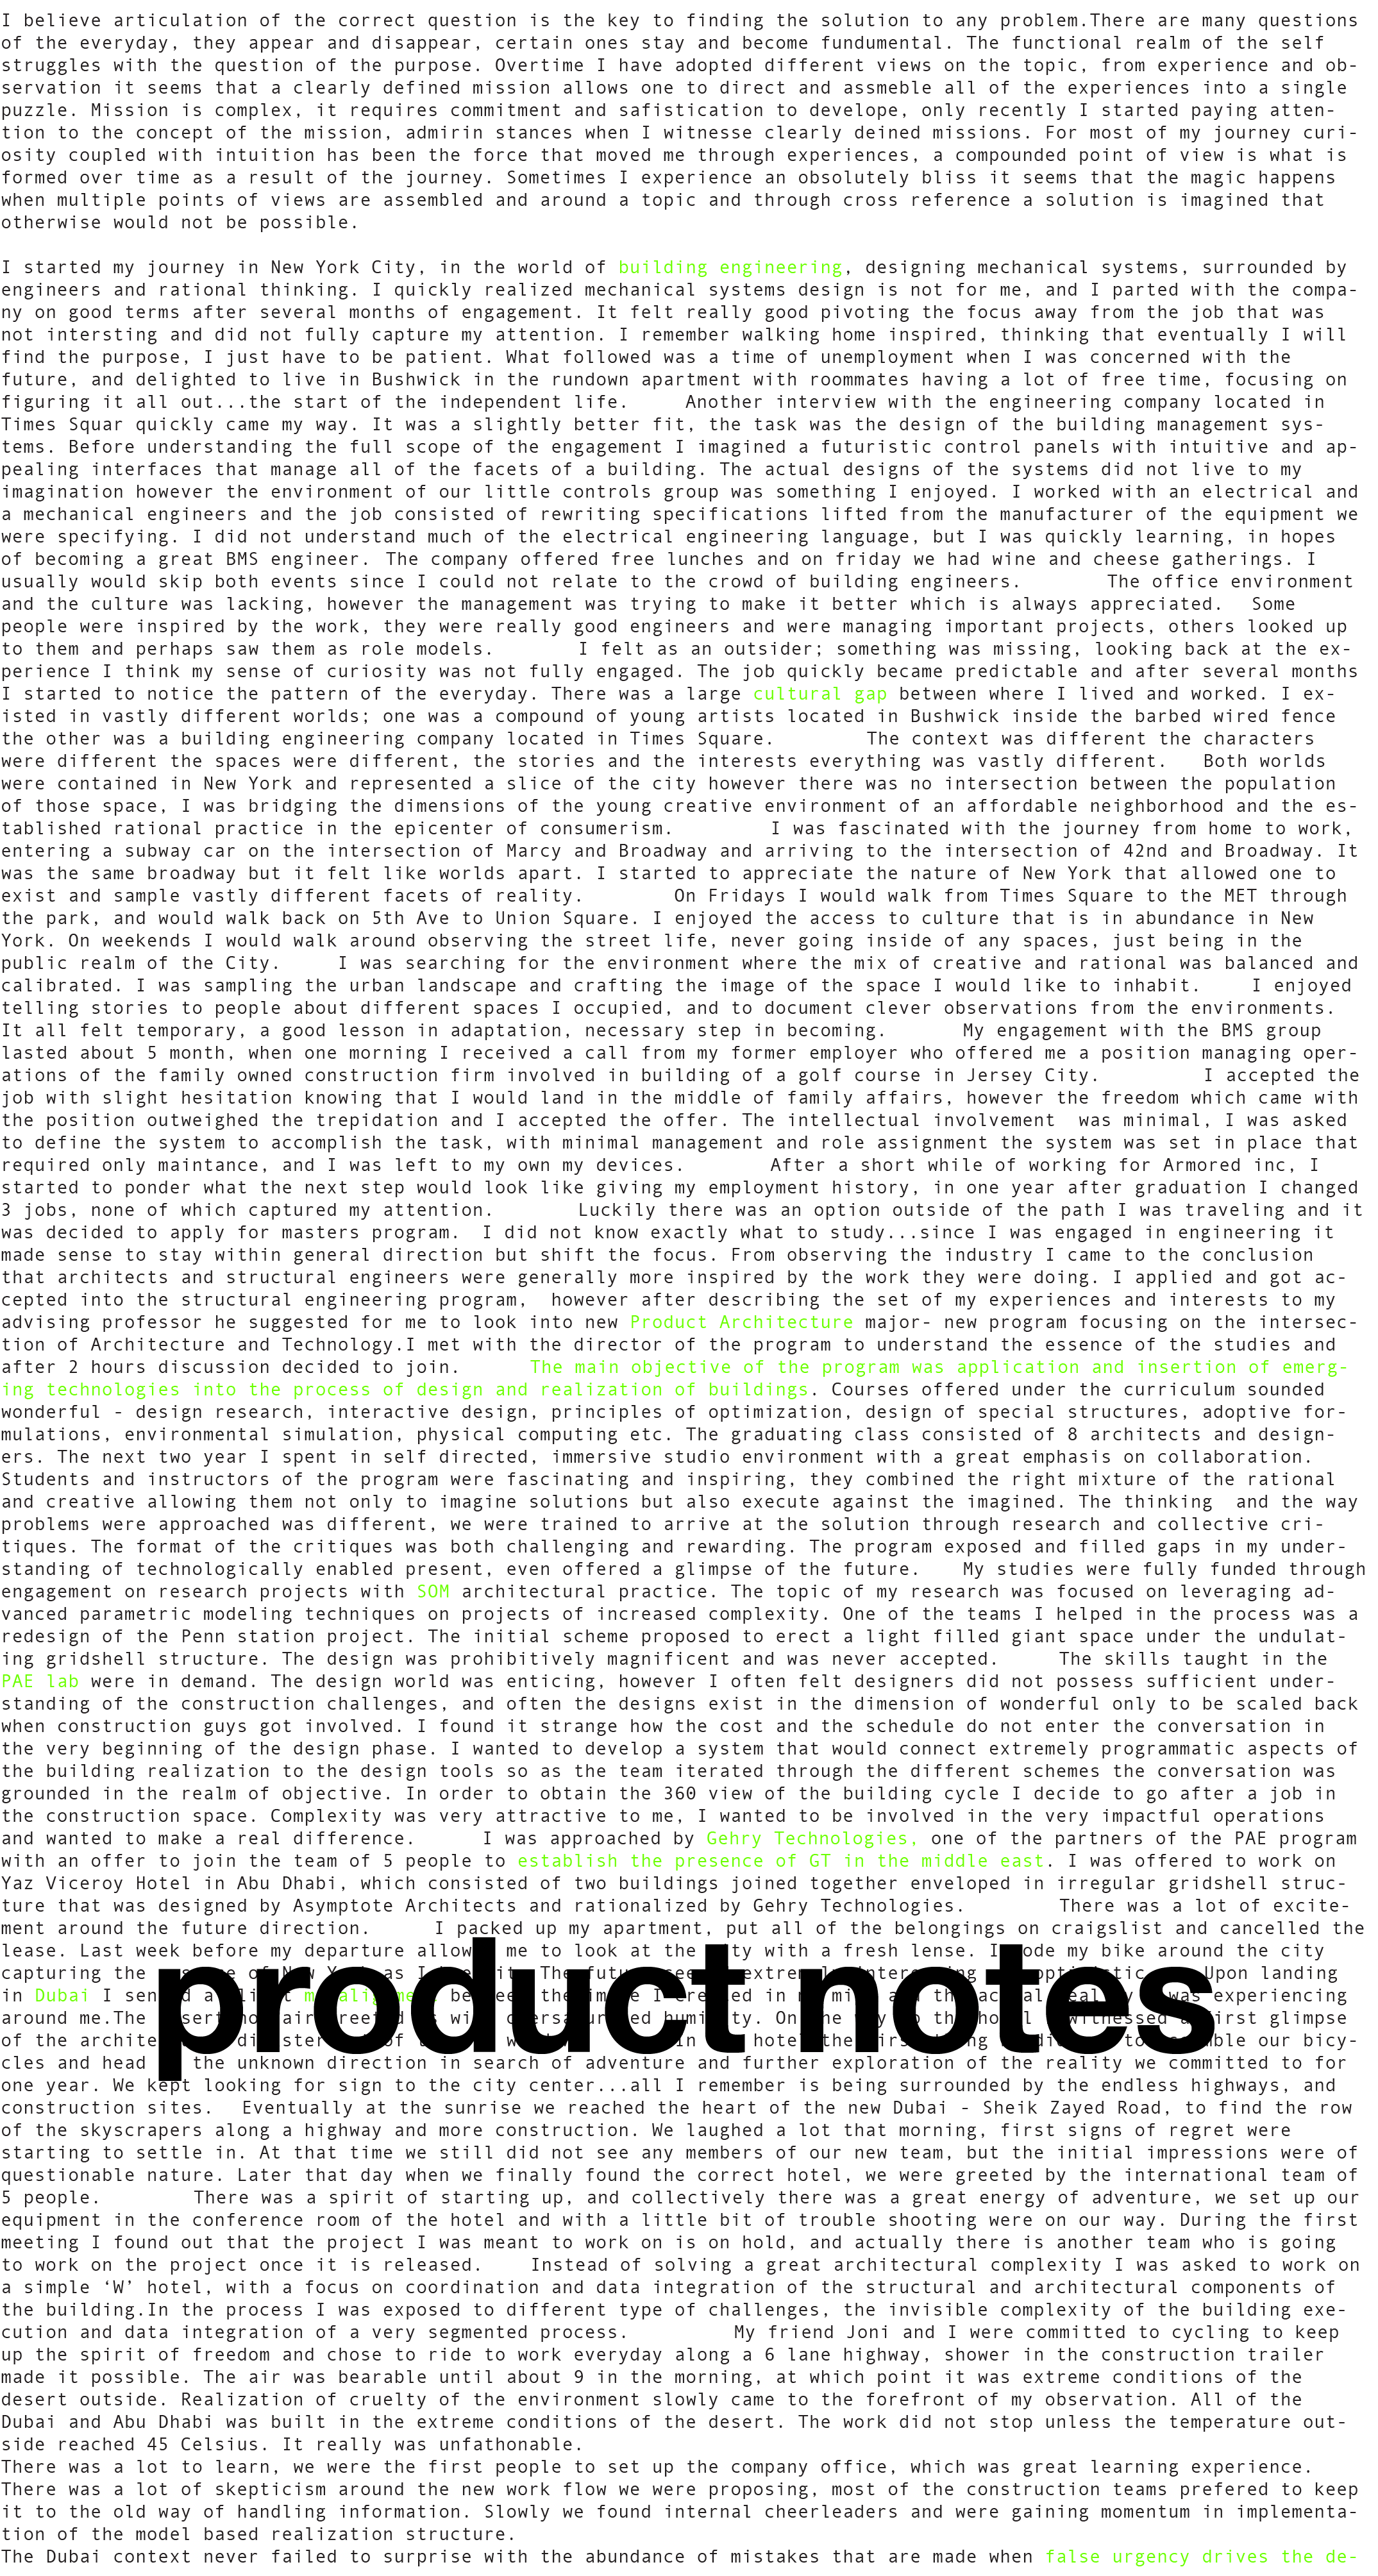 I believe articulation of the correct question is the key to finding the solution to any problem.There are many questions
of the everyday, they appear and disappear, certain ones stay and become fundumental. The functional realm of the self
struggles with the question of the purpose. Overtime I have adopted different views on the topic, from experience and ob-
servation it seems that a clearly defined mission allows one to direct and assmeble all of the experiences into a single
puzzle. Mission is complex, it requires commitment and safistication to develope, only recently I started paying atten-
tion to the concept of the mission, admirin stances when I witnesse clearly deined missions. For most of my journey curi-
osity coupled with intuition has been the force that moved me through experiences, a compounded point of view is what is
formed over time as a result of the journey. Sometimes I experience an absolutely bliss it seems that the magic happens
when multiple points of views are assembled and around a topic and through cross reference a solution is imagined that
otherwise would not be possible.
I started my journey in New York City, in the world of building engineering, designing mechanical systems, surrounded by
engineers and rational thinking. I quickly realized mechanical systems design is not for me, and I parted with the compa-
ny on good terms after several months of engagement. It felt really good pivoting the focus away from the job that was
not intersting and did not fully capture my attention. I remember walking home inspired, thinking that eventually I will
find the purpose, I just have to be patient. What followed was a time of unemployment when I was concerned with the
future, and delighted to live in Bushwick in the rundown apartment with roommates having a lot of free time, focusing on
figuring it all out...the start of the independent life. Another interview with the engineering company located in
Times Squar quickly came my way. It was a slightly better fit, the task was the design of the building management sys-
tems. Before understanding the full scope of the engagement I imagined a futuristic control panels with intuitive and ap-
pealing interfaces that manage all of the facets of a building. The actual designs of the systems did not live to my
imagination however the environment of our little controls group was something I enjoyed. I worked with an electrical and
a mechanical engineers and the job consisted of rewriting specifications lifted from the manufacturer of the equipment we
were specifying. I did not understand much of the electrical engineering language, but I was quickly learning, in hopes
of becoming a great BMS engineer. The company offered free lunches and on friday we had wine and cheese gatherings. I
usually would skip both events since I could not relate to the crowd of building engineers. The office environment
and the culture was lacking, however the management was trying to make it better which is always appreciated. Some
people were inspired by the work, they were really good engineers and were managing important projects, others looked up
to them and perhaps saw them as role models. I felt as an outsider; something was missing, looking back at the ex-
perience I think my sense of curiosity was not fully engaged. The job quickly became predictable and after several months
I started to notice the pattern of the everyday. There was a large cultural gap between where I lived and worked. I ex-
isted in vastly different worlds; one was a compound of young artists located in Bushwick inside the barbed wired fence
the other was a building engineering company located in Times Square. The context was different the characters
were different the spaces were different, the stories and the interests everything was vastly different. Both worlds
were contained in New York and represented a slice of the city however there was no intersection between the population
of those space, I was bridging the dimensions of the young creative environment of an affordable neighborhood and the es-
tablished rational practice in the epicenter of consumerism. I was fascinated with the journey from home to work,
entering a subway car on the intersection of Marcy and Broadway and arriving to the intersection of 42nd and Broadway. It
was the same broadway but it felt like worlds apart. I started to appreciate the nature of New York that allowed one to
exist and sample vastly different facets of reality. On Fridays I would walk from Times Square to the MET through
the park, and would walk back on 5th Ave to Union Square. I enjoyed the access to culture that is in abundance in New
York. On weekends I would walk around observing the street life, never going inside of any spaces, just being in the
public realm of the City. I was searching for the environment where the mix of creative and rational was balanced and
calibrated. I was sampling the urban landscape and crafting the image of the space I would like to inhabit. I enjoyed
telling stories to people about different spaces I occupied, and to document clever observations from the environments.
It all felt temporary, a good lesson in adaptation, necessary step in becoming. My engagement with the BMS group
lasted about 5 month, when one morning I received a call from my former employer who offered me a position managing oper-
ations of the family owned construction firm involved in building of a golf course in Jersey City. I accepted the
job with slight hesitation knowing that I would land in the middle of family affairs, however the freedom which came with
the position outweighed the trepidation and I accepted the offer. The intellectual involvement was minimal, I was asked
to define the system to accomplish the task, with minimal management and role assignment the system was set in place that
required only maintance, and I was left to my own my devices. After a short while of working for Armored inc, I
started to ponder what the next step would look like giving my employment history, in one year after graduation I changed
3 jobs, none of which captured my attention. Luckily there was an option outside of the path I was traveling and it
was decided to apply for masters program. I did not know exactly what to study...since I was engaged in engineering it
made sense to stay within general direction but shift the focus. From observing the industry I came to the conclusion
that architects and structural engineers were generally more inspired by the work they were doing. I applied and got ac-
cepted into the structural engineering program, however after describing the set of my experiences and interests to my
advising professor he suggested for me to look into new Product Architecture major- new program focusing on the intersec-
tion of Architecture and Technology.I met with the director of the program to understand the essence of the studies and
after 2 hours discussion decided to join. The main objective of the program was application and insertion of emerg-
ing technologies into the process of design and realization of buildings. Courses offered under the curriculum sounded
wonderful - design research, interactive design, principles of optimization, design of special structures, adoptive for-
mulations, environmental simulation, physical computing etc. The graduating class consisted of 8 architects and design-
ers. The next two year I spent in self directed, immersive studio environment with a great emphasis on collaboration.
Students and instructors of the program were fascinating and inspiring, they combined the right mixture of the rational
and creative allowing them not only to imagine solutions but also execute against the imagined. The thinking and the way
problems were approached was different, we were trained to arrive at the solution through research and collective cri-
tiques. The format of the critiques was both challenging and rewarding. The program exposed and filled gaps in my under-
standing of technologically enabled present, even offered a glimpse of the future. My studies were fully funded through
engagement on research projects with SOM architectural practice. The topic of my research was focused on leveraging ad-
vanced parametric modeling techniques on projects of increased complexity. One of the teams I helped in the process was a
redesign of the Penn station project. The initial scheme proposed to erect a light filled giant space under the undulat-
ing gridshell structure. The design was prohibitively magnificent and was never accepted. The skills taught in the
PAE lab were in demand. The design world was enticing, however I often felt designers did not possess sufficient under-
standing of the construction challenges, and often the designs exist in the dimension of wonderful only to be scaled back
when construction guys got involved. I found it strange how the cost and the schedule do not enter the conversation in
the very beginning of the design phase. I wanted to develop a system that would connect extremely programmatic aspects of
the building realization to the design tools so as the team iterated through the different schemes the conversation was
grounded in the realm of objective. In order to obtain the 360 view of the building cycle I decide to go after a job in
the construction space. Complexity was very attractive to me, I wanted to be involved in the very impactful operations
and wanted to make a real difference. I was approached by Gehry Technologies, one of the partners of the PAE program
with an offer to join the team of 5 people to establish the presence of GT in the middle east. I was offered to work on
Yaz Viceroy Hotel in Abu Dhabi, which consisted of two buildings joined together enveloped in irregular gridshell struc-
ture that was designed by Asymptote Architects and rationalized by Gehry Technologies. There was a lot of excite-
ment around the future direction. I packed up my apartment, put all of the belongings on craigslist and cancelled the
lease. Last week before my departure allow me to look at the city with a fresh lense. I rode my bike around the city
capturing the of New York as I The future extremely Upon landing
in Dubai I sensed a between the image I created in my mind was experiencing
around me.The desert hot air greeted us with humidity. On the way to the hotel witnessed first glimpse
of the In hotel the first thing our bicy-
cles and head the unknown direction in search of adventure and further exploration of the reality we committed to for
product notes
one year. We kept looking for sign to the city center...all I remember is being surrounded by the endless highways, and
construction sites. Eventually at the sunrise we reached the heart of the new Dubai - Sheik Zayed Road, to find the row
of the skyscrapers along a highway and more construction. We laughed a lot that morning, first signs of regret were
starting to settle in. At that time we still did not see any members of our new team, but the initial impressions were of
questionable nature. Later that day when we finally found the correct hotel, we were greeted by the international team of
5 people. There was a spirit of starting up, and collectively there was a great energy of adventure, we set up our
equipment in the conference room of the hotel and with a little bit of trouble shooting were on our way. During the first
meeting I found out that the project I was meant to work on is on hold, and actually there is another team who is going
to work on the project once it is released. Instead of solving a great architectural complexity I was asked to work on
a simple ‘W’ hotel, with a focus on coordination and data integration of the structural and architectural components of
the building.In the process I was exposed to different type of challenges, the invisible complexity of the building exe-
cution and data integration of a very segmented process. My friend Joni and I were committed to cycling to keep
up the spirit of freedom and chose to ride to work everyday along a 6 lane highway, shower in the construction trailer
made it possible. The air was bearable until about 9 in the morning, at which point it was extreme conditions of the
desert outside. Realization of cruelty of the environment slowly came to the forefront of my observation. All of the
Dubai and Abu Dhabi was built in the extreme conditions of the desert. The work did not stop unless the temperature out-
side reached 45 Celsius. It really was unfathonable.
There was a lot to learn, we were the first people to set up the company office, which was great learning experience.
There was a lot of skepticism around the new work flow we were proposing, most of the construction teams prefered to keep
it to the old way of handling information. Slowly we found internal cheerleaders and were gaining momentum in implementa-
tion of the model based realization structure.
The Dubai context never failed to surprise with the abundance of mistakes that are made when false urgency drives the de-